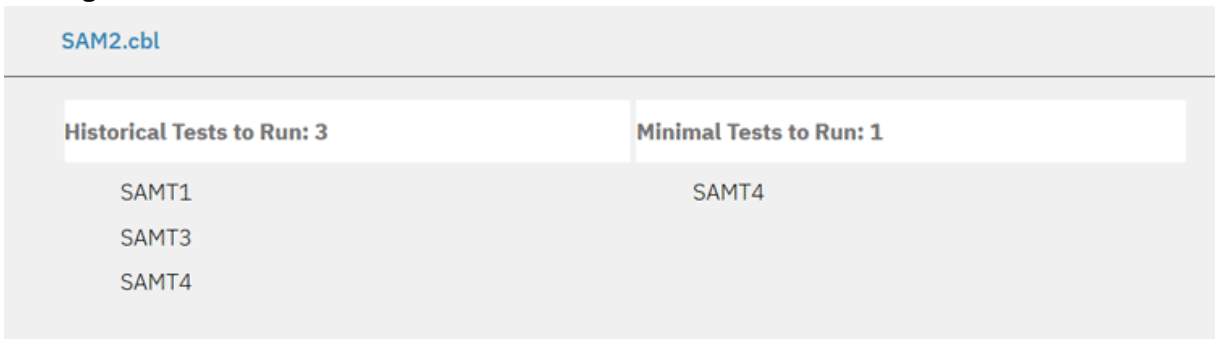 SAM2.cbl
Historical Tests to Run: 3
Minimal Tests to Run: 1
SAMT1
SAMT4
SAMT3
SAMT4